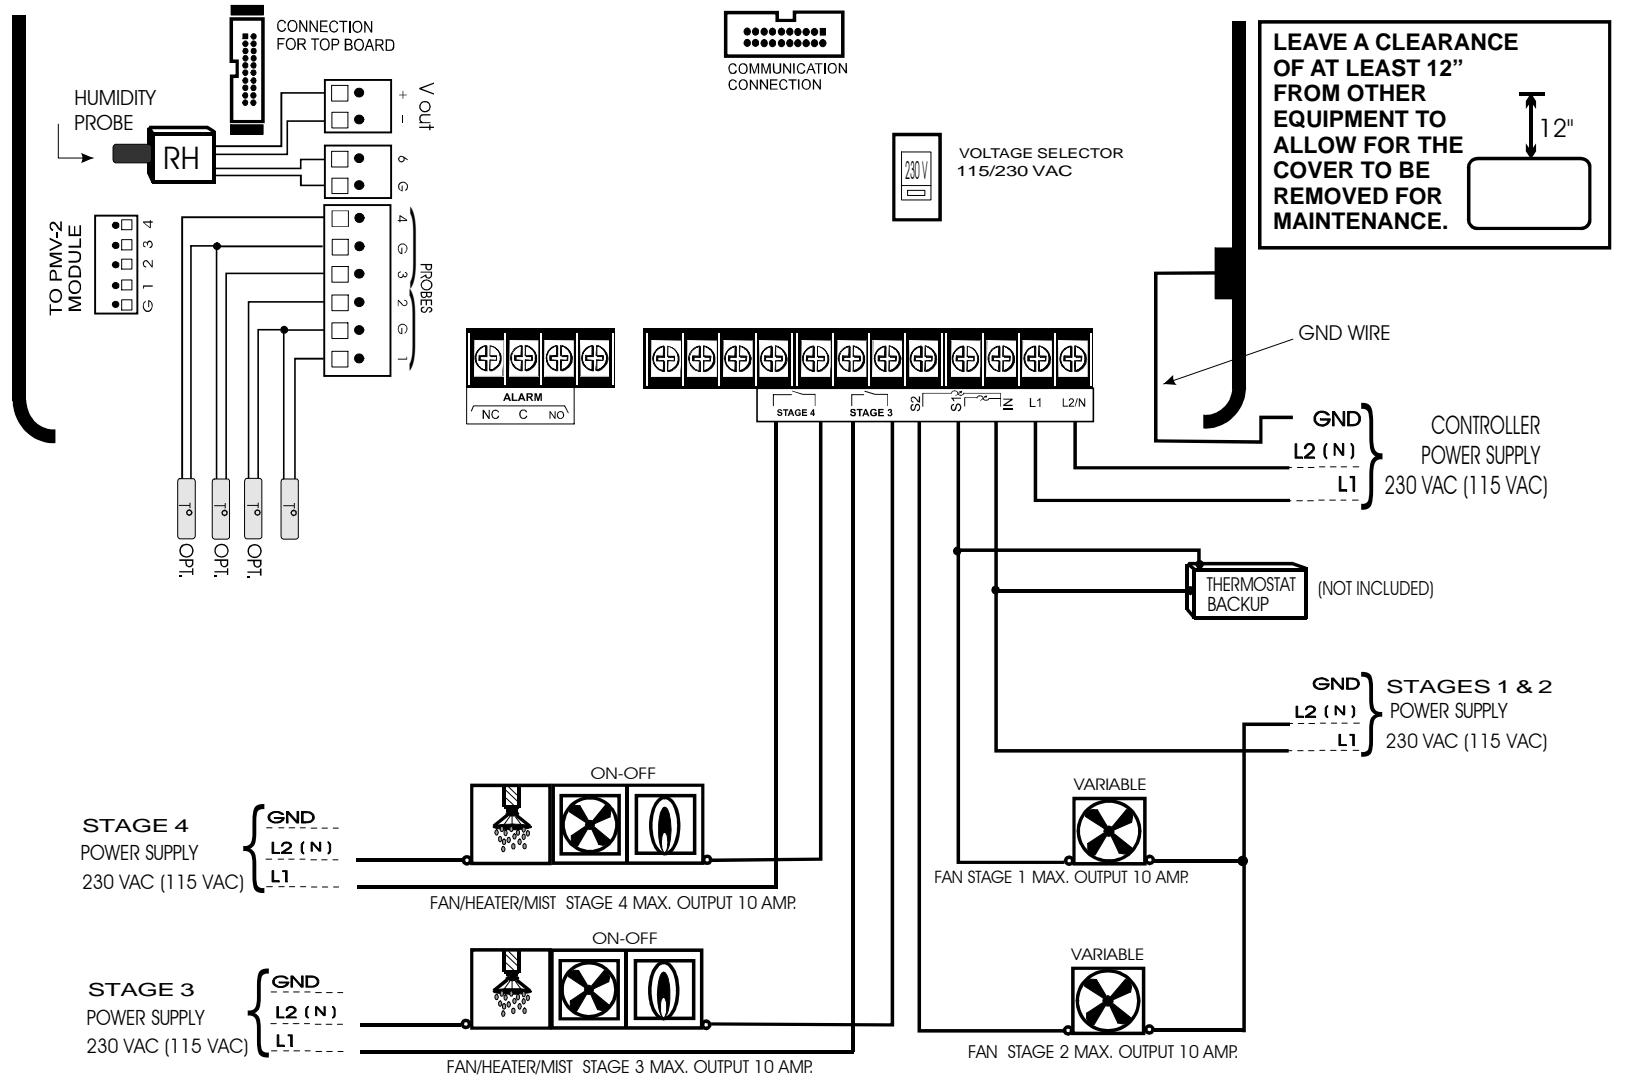 CONNECTION
FOR TOP BOARD
COMMUNICATION
CONNECTION
HUMIDITY
PROBE
RH
+
–
V out
6
G
4
G
3
2
G
1
PROBES
TO PMV-2
MODULE
G 1 2 3 4
230 V
VOLTAGE SELECTOR
115/230 VAC
LEAVE A CLEARANCE
OF AT LEAST 12”
FROM OTHER
EQUIPMENT TO
ALLOW FOR THE
COVER TO BE
REMOVED FOR
MAINTENANCE.
12"
GND WIRE
ALARM
NC C NO
STAGE 4
STAGE 3
S2
S1
IN
L1
L2/N
GND
L2 (N)
L1
CONTROLLER
POWER SUPPLY
230 VAC (115 VAC)
T°
T°
T°
T°
OPT.
OPT.
OPT.
THERMOSTAT
BACKUP
(NOT INCLUDED)
GND
L2 (N)
L1
STAGES 1 & 2
POWER SUPPLY
230 VAC (115 VAC)
ON-OFF
VARIABLE
STAGE 4
POWER SUPPLY
230 VAC (115 VAC)
GND
L2 (N)
L1
FAN/HEATER/MIST STAGE 4 MAX. OUTPUT 10 AMP.
FAN STAGE 1 MAX. OUTPUT 10 AMP.
ON-OFF
VARIABLE
STAGE 3
POWER SUPPLY
230 VAC (115 VAC)
GND
L2 (N)
L1
FAN/HEATER/MIST STAGE 3 MAX. OUTPUT 10 AMP.
FAN STAGE 2 MAX. OUTPUT 10 AMP.